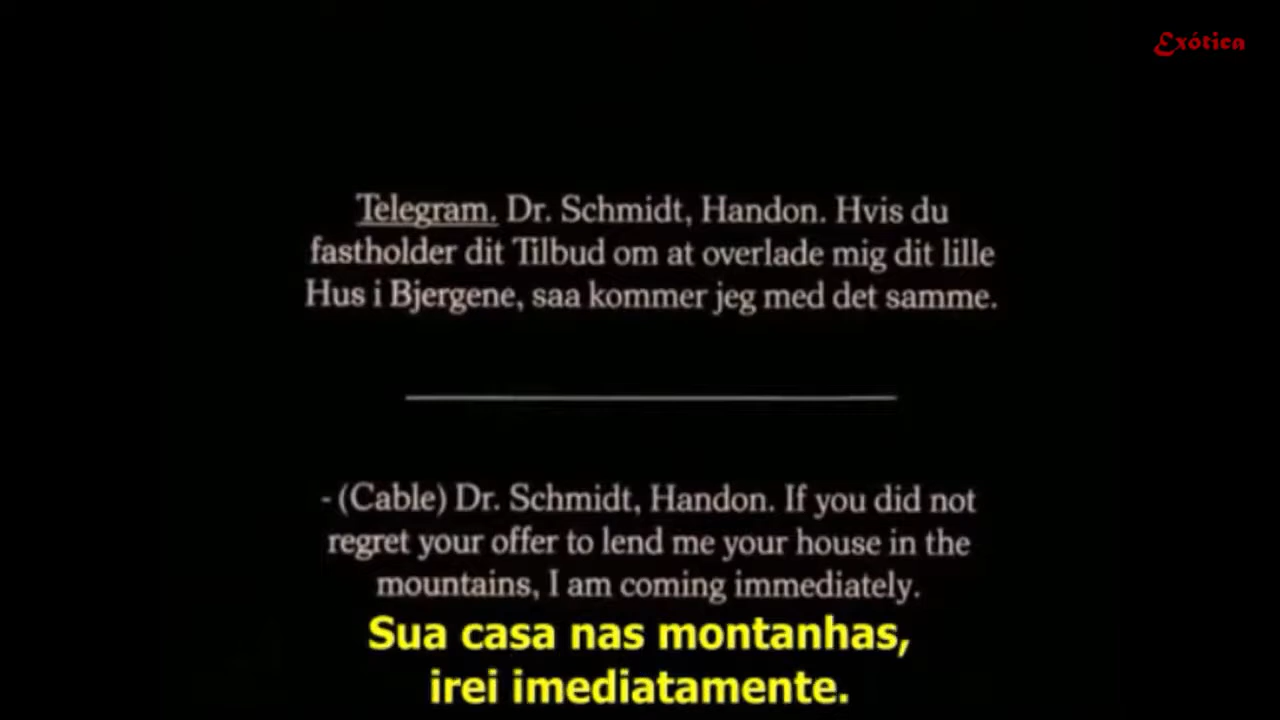 Exótica
Telegram. Dr. Schmidt, Handon. Hvis du
fastholder dit Tilbud om at overlade mig dit lille
Hus i Bjergene, saa kommer jeg med det samme.
- (Cable) Dr. Schmidt, Handon. If you did not
regret your offer to lend me your house in the
mountains, I am coming immediately.
Sua casa nas montanhas,
irei imediatamente.